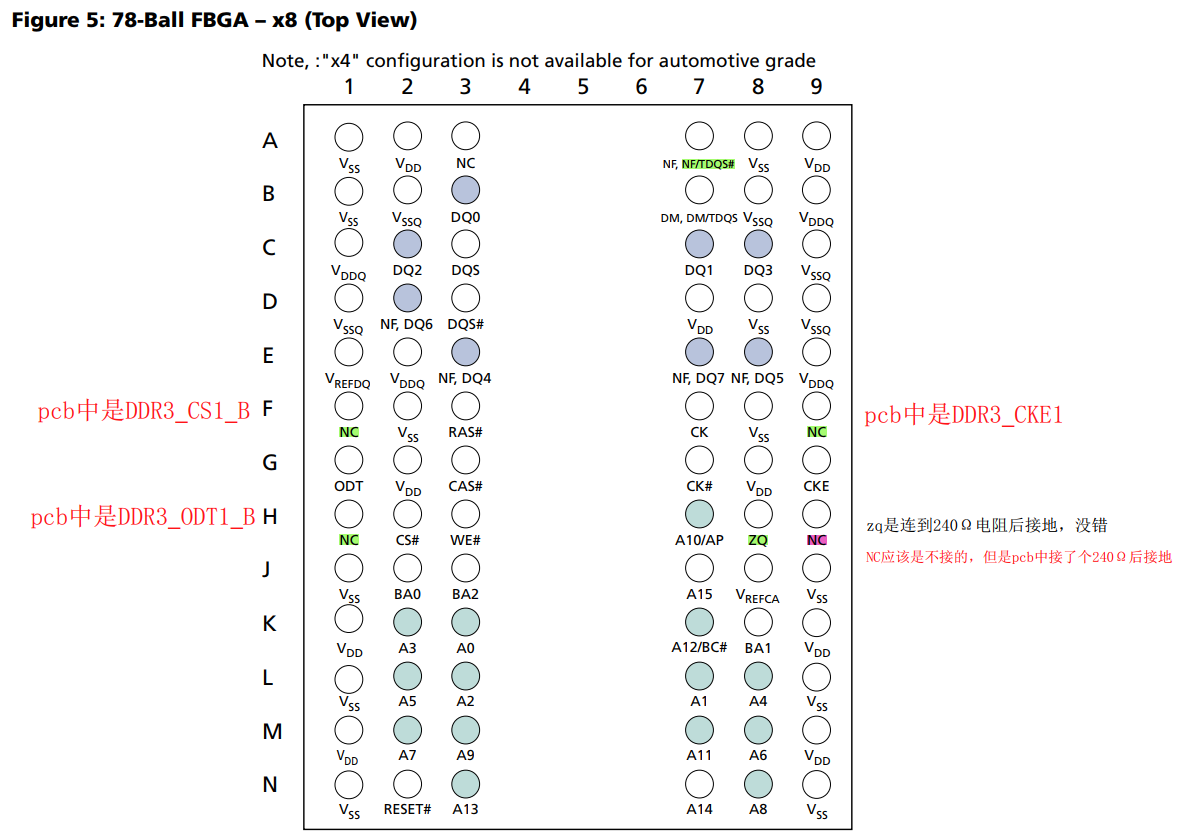 Figure 5: 78-Ball FBGA – x8 (Top View)
Note, :"x4" configuration is not available for automotive grade
1 2 3 4 5 6 7 8 9
A
VSS VDD NC NF, NF/TDQS# VSS VDD
B
VSS VSSQ DQ0 DM, DM/TDQS VSSQ VDDQ
C
VDDQ DQ2 DQS DQ1 DQ3 VSSQ
D
VSSQ NF, DQ6 DQS# VDD VSS VSSQ
E
VREFDQ VDDQ NF, DQ4 NF, DQ7 NF, DQ5 VDDQ
pcb中是DDR3_CS1_B F pcb中是DDR3_CKE1
NC VSS RAS# CK VSS NC
G
ODT VDD CAS# CK# VDD CKE
pcb中是DDR3_ODT1_B H zq是连到240Ω电阻后接地，没错
NC CS# WE# A10/AP ZQ NC
NC应该是不接的，但是pcb中接了个240Ω后接地
J
VSS BA0 BA2 A15 VREFCA VSS
K
VDD A3 A0 A12/BC# BA1 VDD
L
VSS A5 A2 A1 A4 VSS
M
VDD A7 A9 A11 A6 VDD
N
VSS RESET# A13 A14 A8 VSS